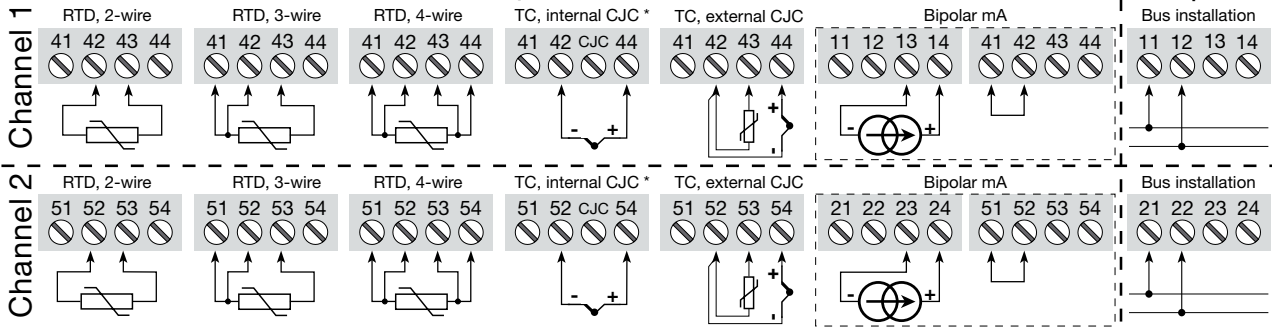 Channel 1
RTD, 2-wire RTD, 3-wire RTD, 4-wire TC, internal CJC * TC, external CJC Bipolar mA Bus installation
41 42 43 44 41 42 43 44 41 42 43 44 41 42 CJC 44 41 42 43 44 11 12 13 14 41 42 43 44 11 12 13 14
- + + - - +
Channel 2
RTD, 2-wire RTD, 3-wire RTD, 4-wire TC, internal CJC * TC, external CJC Bipolar mA Bus installation
51 52 53 54 51 52 53 54 51 52 53 54 51 52 CJC 54 51 52 53 54 21 22 23 24 51 52 53 54 21 22 23 24
- + + - - +